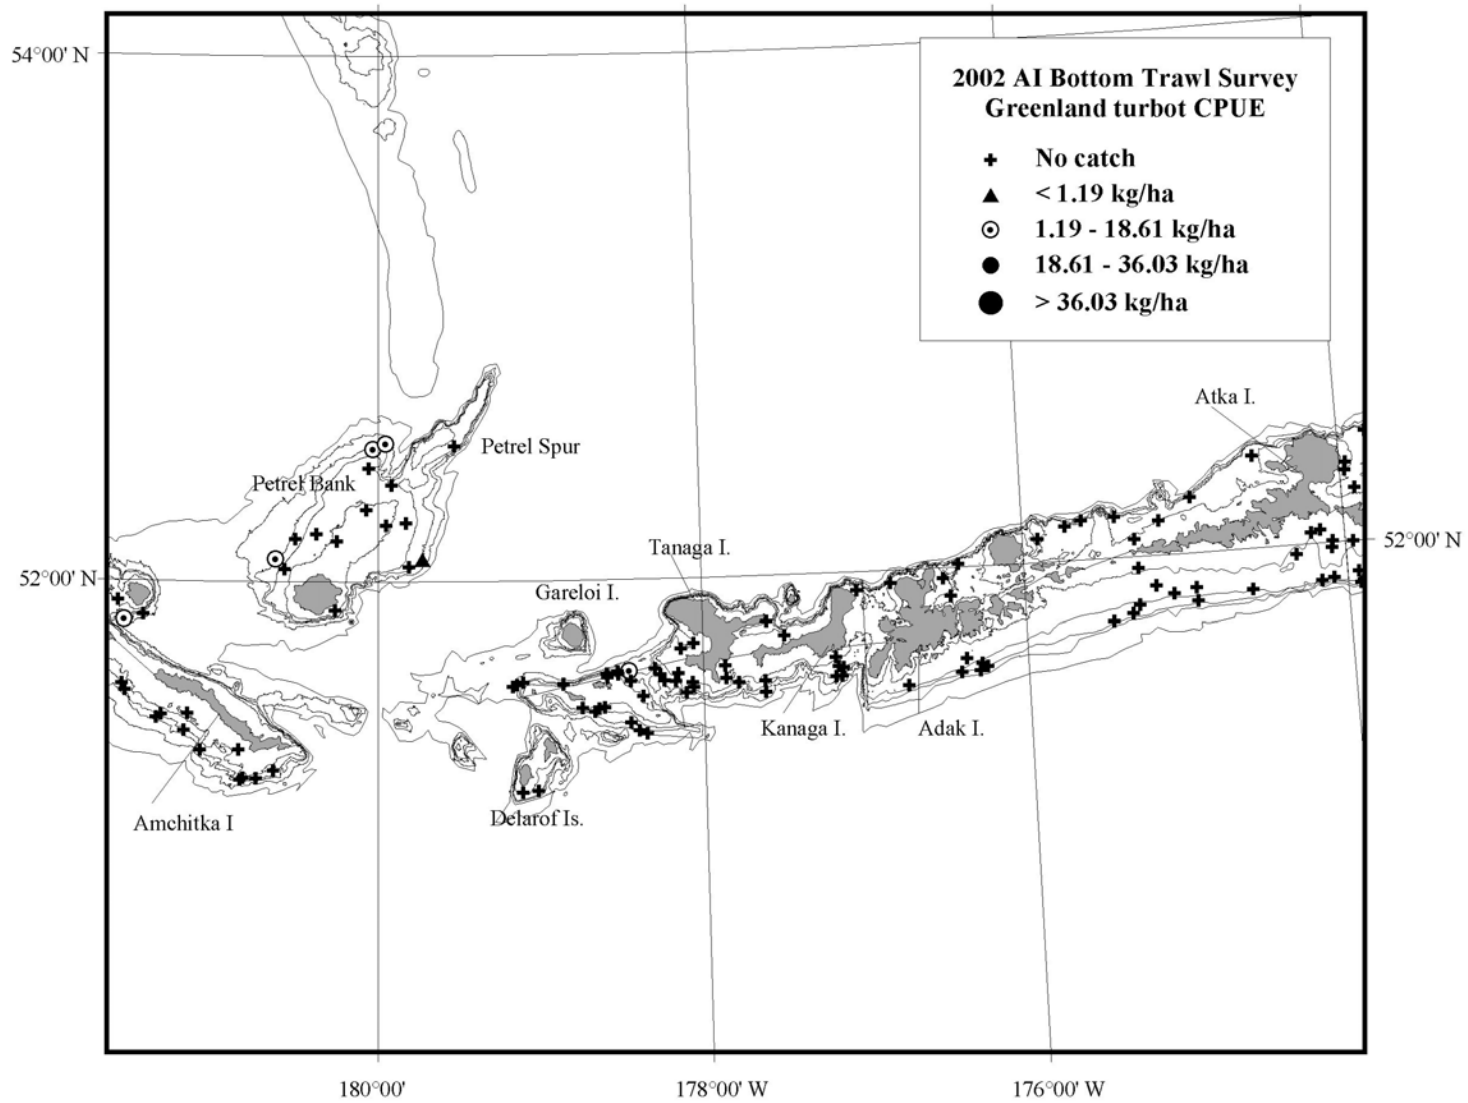 54°00' N
2002 AI Bottom Trawl Survey
Greenland turbot CPUE
No catch
< 1.19 kg/ha
1.19 - 18.61 kg/ha
18.61 - 36.03 kg/ha
> 36.03 kg/ha
Atka I.
Petrel Spur
Petrel Bank
52°00' N
Tanaga I.
52°00' N
Gareloi I.
Kanaga I.
Adak I.
Amchitka I
Delarof Is.
180°00'
178°00' W
176°00' W